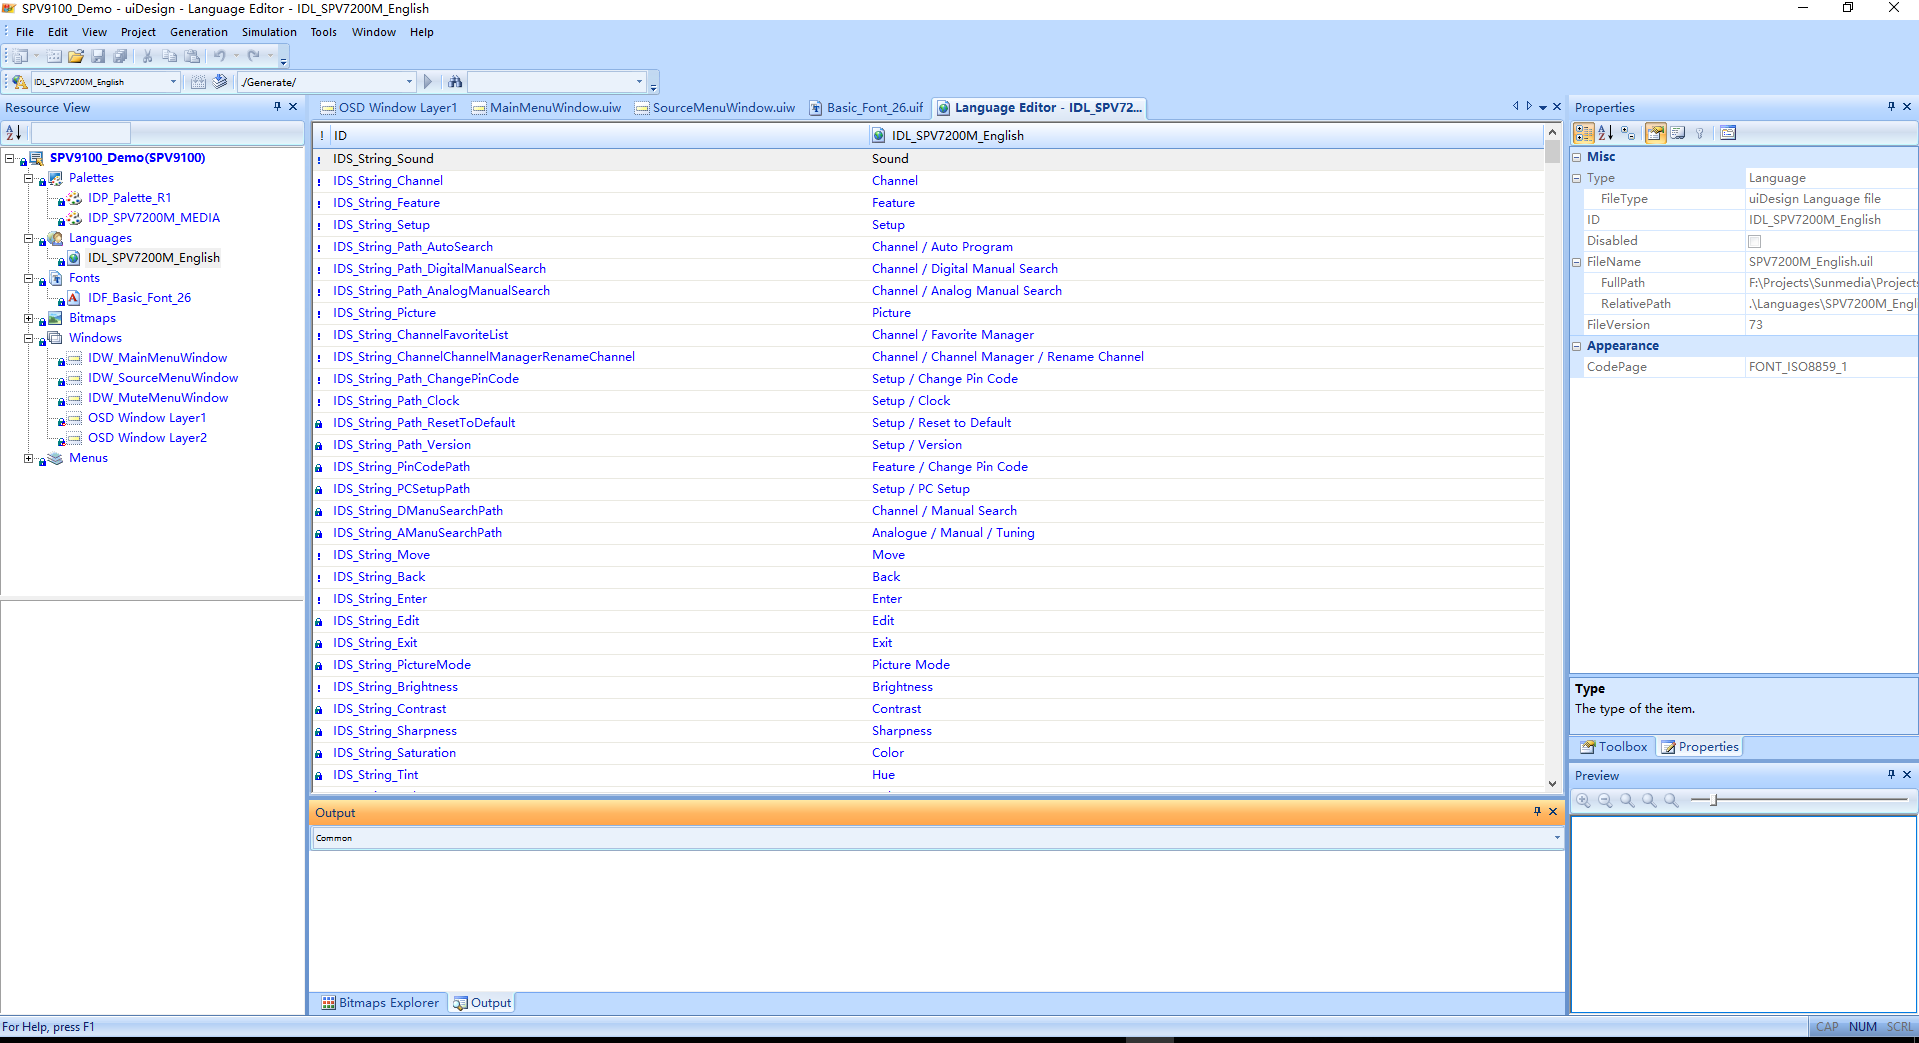 SPV9100_Demo - uiDesign - Language Editor - IDL_SPV7200M_English
File Edit View Project Generation Simulation Tools Window Help
IDL_SPV7200M_English ./Generate/
Resource View
SPV9100_Demo(SPV9100)
Palettes
IDP_Palette_R1
IDP_SPV7200M_MEDIA
Languages
IDL_SPV7200M_English
Fonts
IDF_Basic_Font_26
Bitmaps
Windows
IDW_MainMenuWindow
IDW_SourceMenuWindow
IDW_MuteMenuWindow
OSD Window Layer1
OSD Window Layer2
Menus
OSD Window Layer1 MainMenuWindow.uiw SourceMenuWindow.uiw Basic_Font_26.uif Language Editor - IDL_SPV72...
! ID IDL_SPV7200M_English
! IDS_String_Sound Sound
! IDS_String_Channel Channel
! IDS_String_Feature Feature
! IDS_String_Setup Setup
! IDS_String_Path_AutoSearch Channel / Auto Program
! IDS_String_Path_DigitalManualSearch Channel / Digital Manual Search
! IDS_String_Path_AnalogManualSearch Channel / Analog Manual Search
! IDS_String_Picture Picture
! IDS_String_ChannelFavoriteList Channel / Favorite Manager
! IDS_String_ChannelChannelManagerRenameChannel Channel / Channel Manager / Rename Channel
! IDS_String_Path_ChangePinCode Setup / Change Pin Code
! IDS_String_Path_Clock Setup / Clock
IDS_String_Path_ResetToDefault Setup / Reset to Default
IDS_String_Path_Version Setup / Version
IDS_String_PinCodePath Feature / Change Pin Code
IDS_String_PCSetupPath Setup / PC Setup
IDS_String_DManuSearchPath Channel / Manual Search
IDS_String_AManuSearchPath Analogue / Manual / Tuning
! IDS_String_Move Move
! IDS_String_Back Back
! IDS_String_Enter Enter
IDS_String_Edit Edit
IDS_String_Exit Exit
IDS_String_PictureMode Picture Mode
! IDS_String_Brightness Brightness
IDS_String_Contrast Contrast
IDS_String_Sharpness Sharpness
IDS_String_Saturation Color
IDS_String_Tint Hue
Output
Common
Bitmaps Explorer Output
Properties
Misc
Type Language
FileType uiDesign Language file
ID IDL_SPV7200M_English
Disabled
FileName SPV7200M_English.uil
FullPath F:\Projects\Sunmedia\Projects
RelativePath .\Languages\SPV7200M_Engl
FileVersion 73
Appearance
CodePage FONT_ISO8859_1
Type
The type of the item.
Toolbox Properties
Preview
For Help, press F1
CAP NUM SCRL